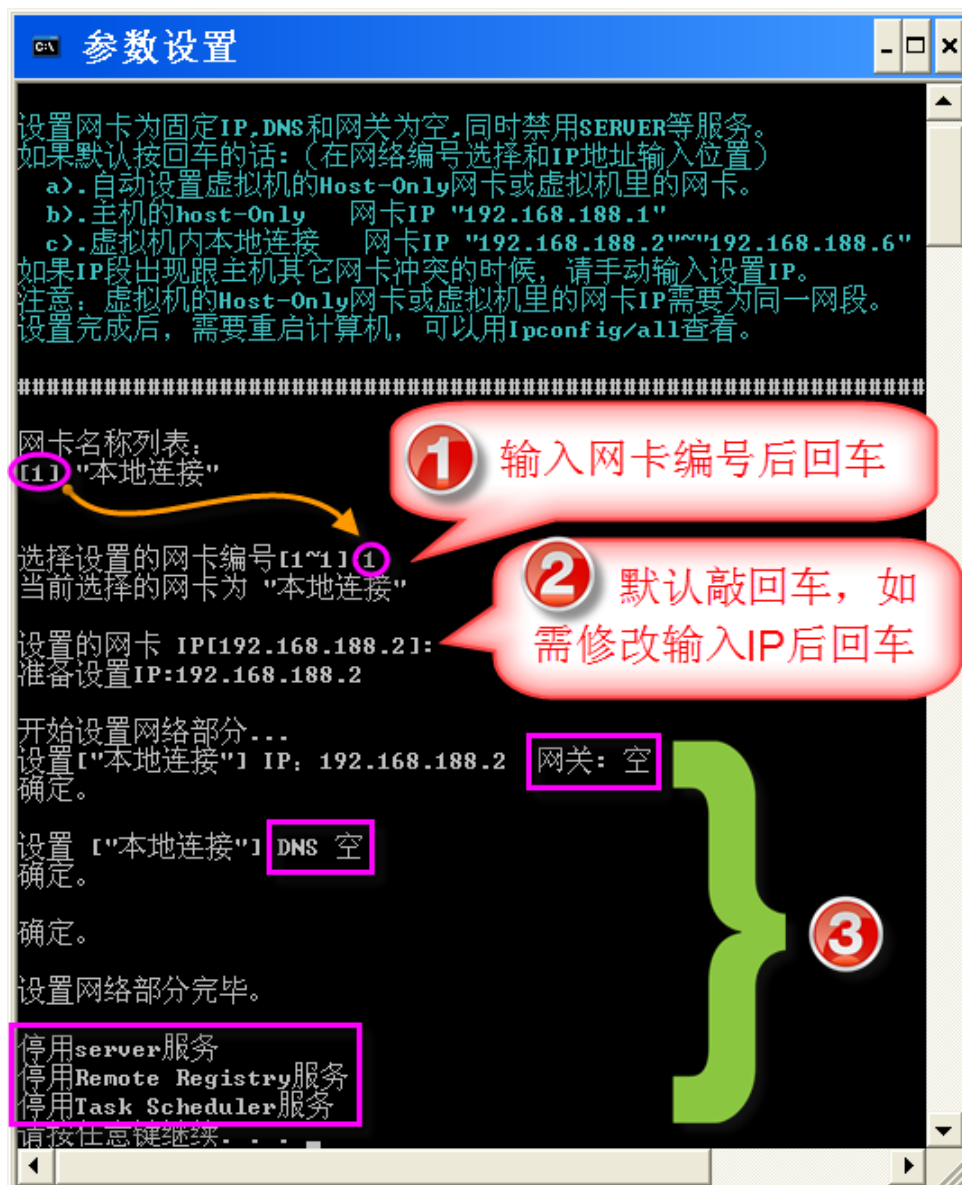 参数设置
设置网卡为固定IP,DNS和网关为空,同时禁用SERVER等服务。
如果默认按回车的话:(在网络编号选择和IP地址输入位置)
a).自动设置虚拟机的Host-Only网卡或虚拟机里的网卡。
b).主机的host-Only 网卡IP "192.168.188.1"
c).虚拟机内本地连接 网卡IP "192.168.188.2"~"192.168.188.6"
如果IP段出现跟主机其它网卡冲突的时候，请手动输入设置IP。
注意：虚拟机的Host-Only网卡或虚拟机里的网卡IP需要为同一网段。
设置完成后，需要重启计算机，可以用Ipconfig/all查看。
###############################################################
网卡名称列表:
[1] "本地连接"
1 输入网卡编号后回车
选择设置的网卡编号[1~1]1
当前选择的网卡为 "本地连接"
2 默认敲回车，如
需修改输入IP后回车
设置的网卡 IP[192.168.188.2]:
准备设置IP:192.168.188.2
开始设置网络部分...
设置["本地连接"] IP：192.168.188.2 网关：空
确定。
设置 ["本地连接"] DNS 空
确定。
确定。
3
设置网络部分完毕。
停用server服务
停用Remote Registry服务
停用Task Scheduler服务
请按任意键继续. . .